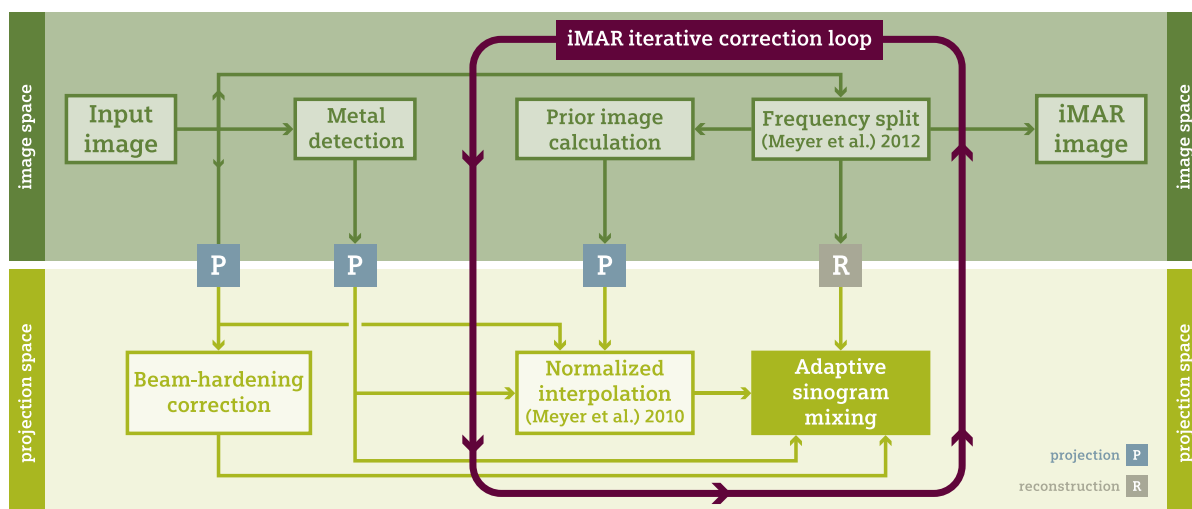 iMAR iterative correction loop
image space
Input
image
Metal
detection
Prior image
calculation
Frequency split
(Meyer et al.) 2012
iMAR
image
image space
P
P
P
R
projection space
Beam-hardening
correction
Normalized
interpolation
(Meyer et al.) 2010
Adaptive
sinogram
mixing
projection space
projection P
reconstruction R